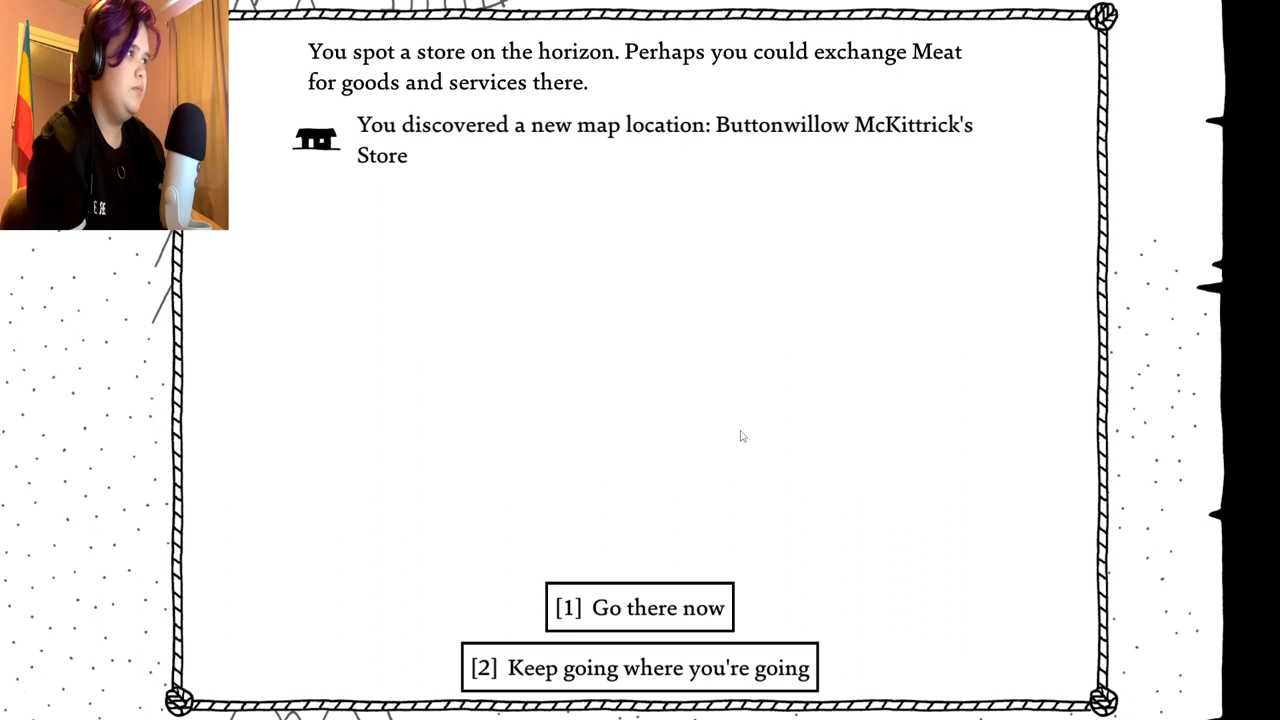 You spot a store on the horizon. Perhaps you could exchange Meat
for goods and services there.
You discovered a new map location: Buttonwillow McKittrick's
Store
[1] Go there now
[2] Keep going where you're going